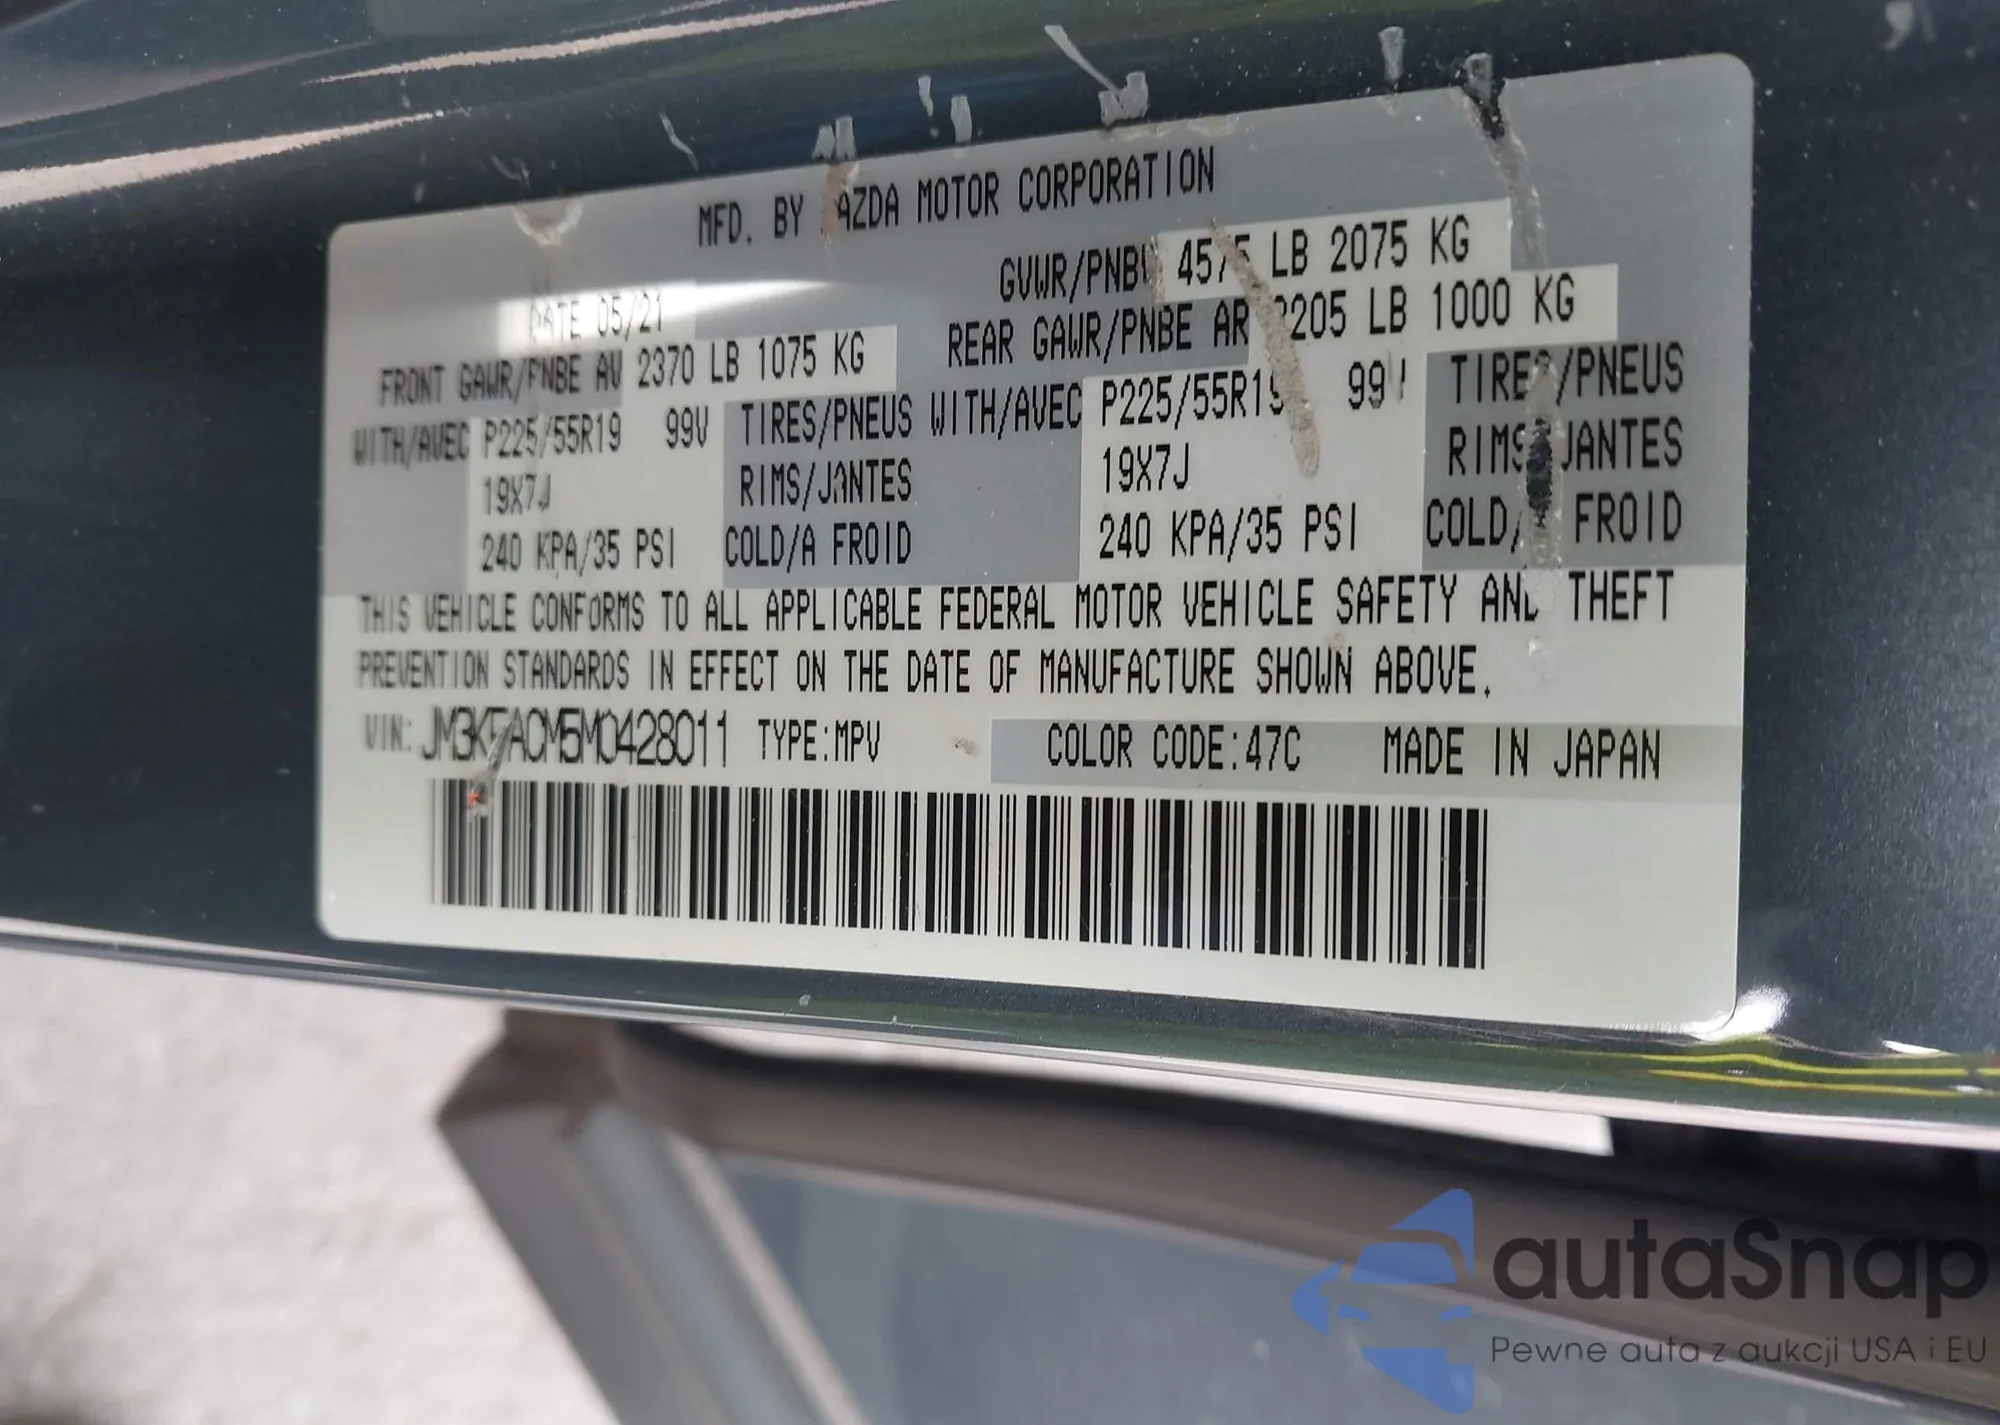 MFD. BY MAZDA MOTOR CORPORATION
DATE 05/21 GVWR/PNBV 4575 LB 2075 KG
FRONT GAWR/PNBE AV 2370 LB 1075 KG REAR GAWR/PNBE AR 2205 LB 1000 KG
WITH/AVEC P225/55R19 99V TIRES/PNEUS WITH/AVEC P225/55R19 99V TIRES/PNEUS
19X7J RIMS/JANTES 19X7J RIMS/JANTES
240 KPA/35 PSI COLD/A FROID 240 KPA/35 PSI COLD/A FROID
THIS VEHICLE CONFORMS TO ALL APPLICABLE FEDERAL MOTOR VEHICLE SAFETY AND THEFT
PREVENTION STANDARDS IN EFFECT ON THE DATE OF MANUFACTURE SHOWN ABOVE.
VIN: JM3KFACM5M0428011 TYPE:MPV COLOR CODE:47C MADE IN JAPAN
autaSnap
Pewne auta z aukcji USA i EU